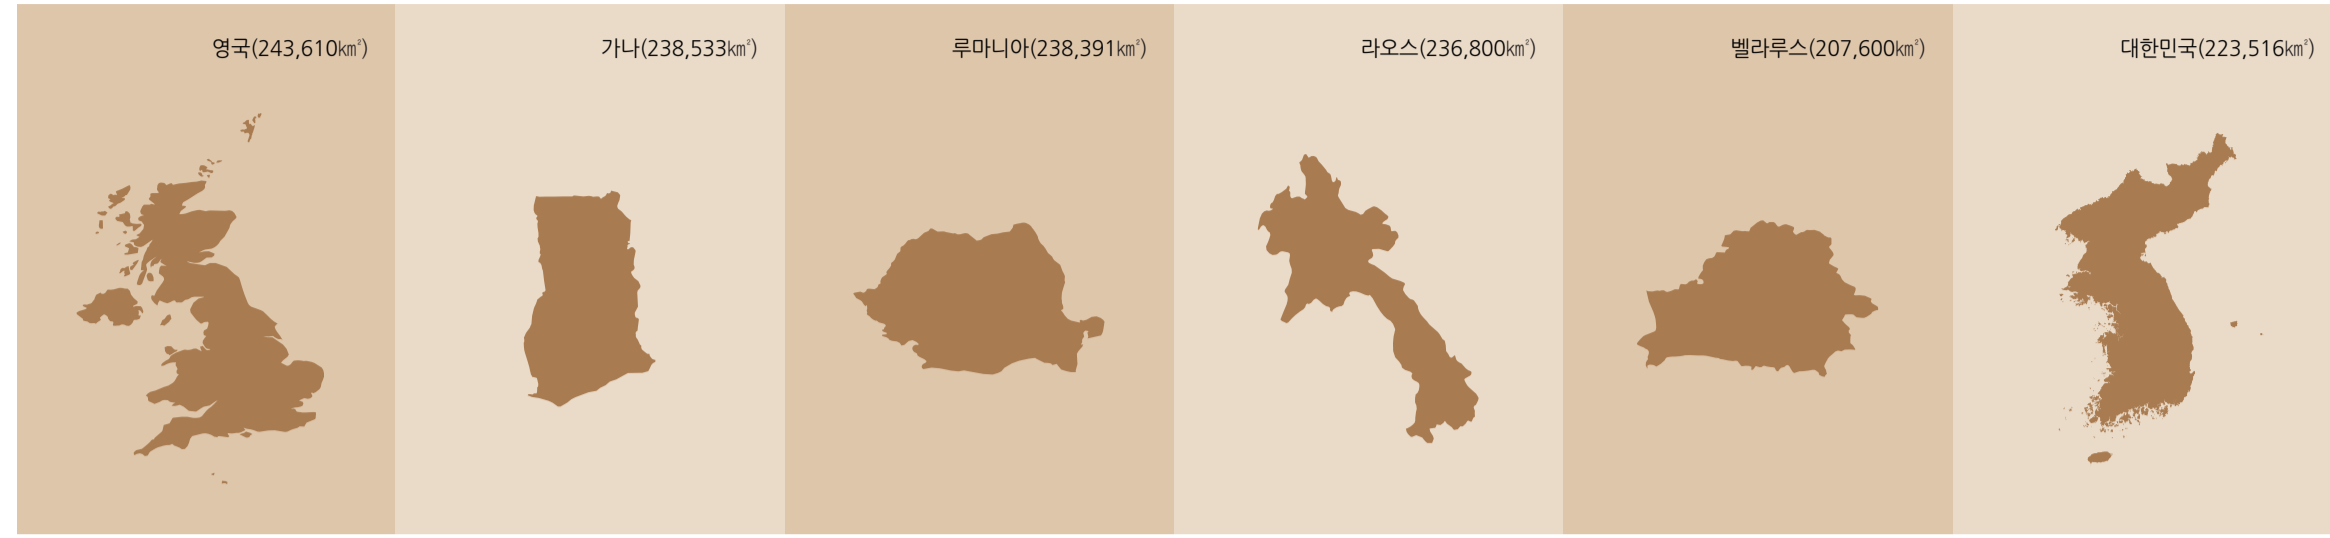 영국(243,610㎢)
가나(238,533㎢)
루마니아(238,391㎢)
라오스(236,800㎢)
벨라루스(207,600㎢)
대한민국(223,516㎢)